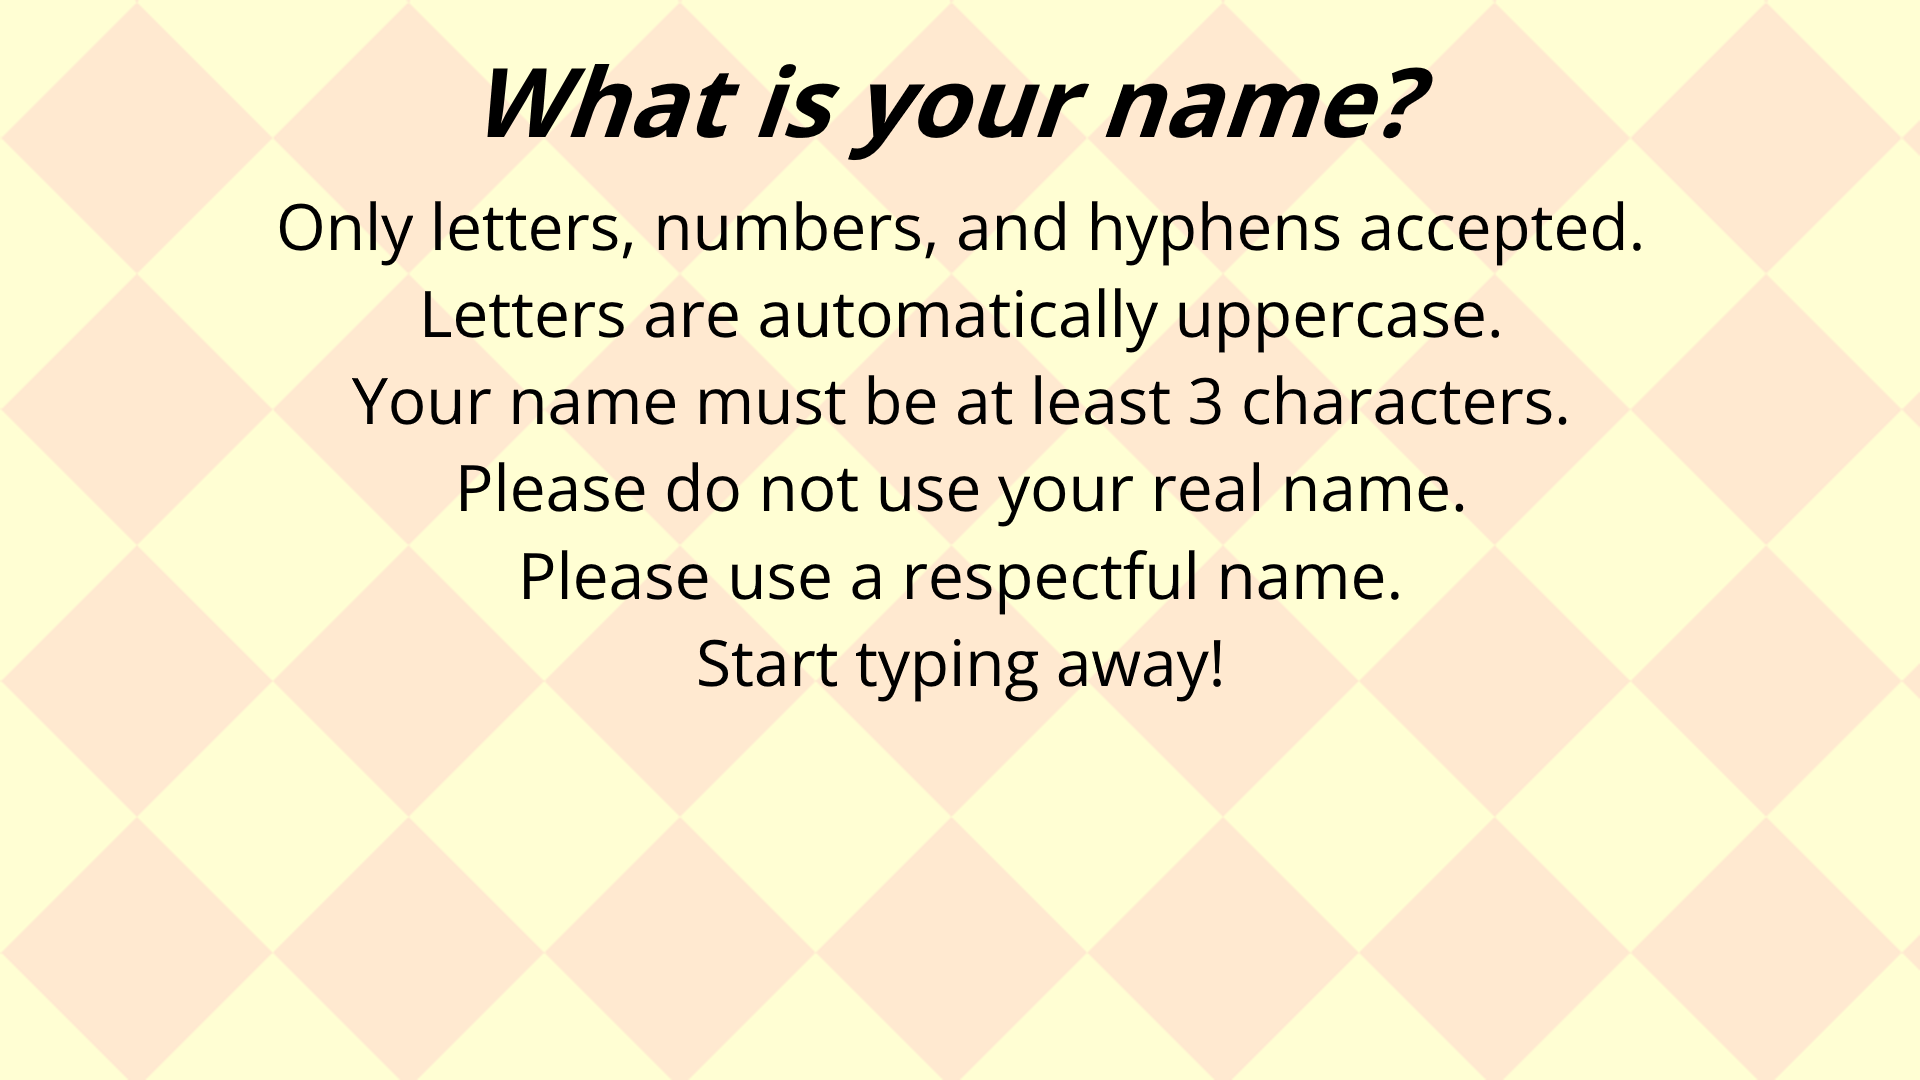 What is your name?
Only letters, numbers, and hyphens accepted.
Letters are automatically uppercase.
Your name must be at least 3 characters.
Please do not use your real name.
Please use a respectful name.
Start typing away!